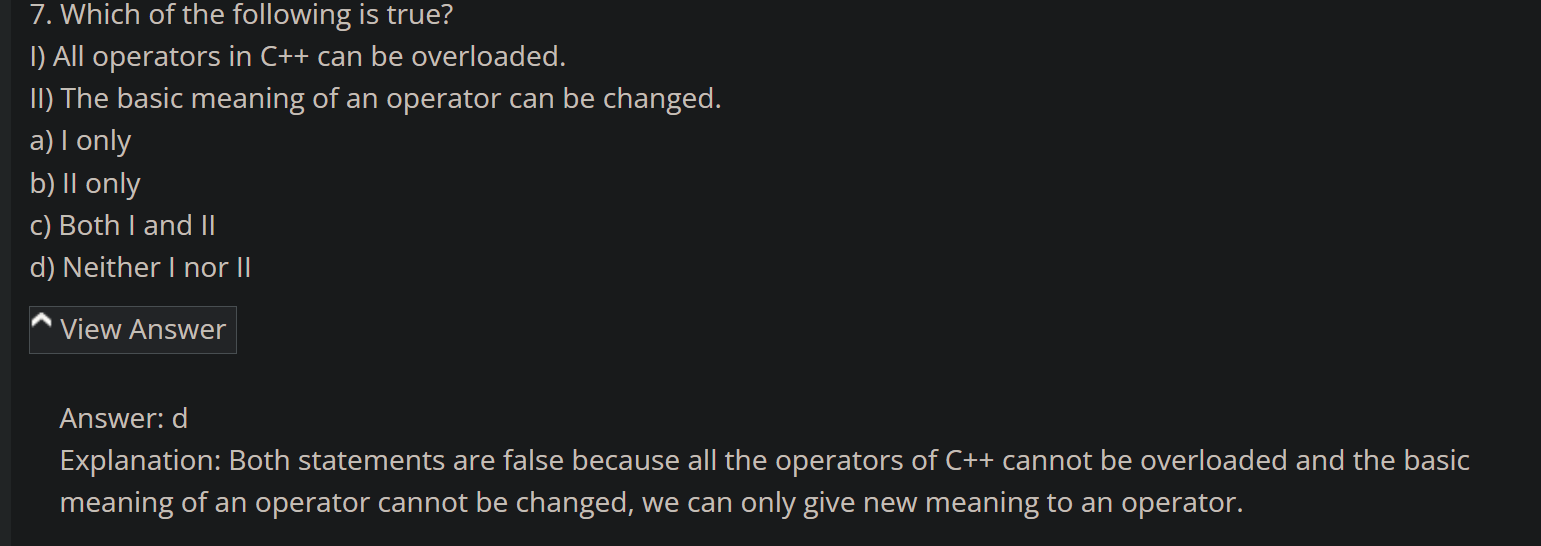 7. Which of the following is true?
I) All operators in C++ can be overloaded.
II) The basic meaning of an operator can be changed.
a) I only
b) II only
c) Both I and II
d) Neither I nor II
View Answer
Answer: d
Explanation: Both statements are false because all the operators of C++ cannot be overloaded and the basic
meaning of an operator cannot be changed, we can only give new meaning to an operator.